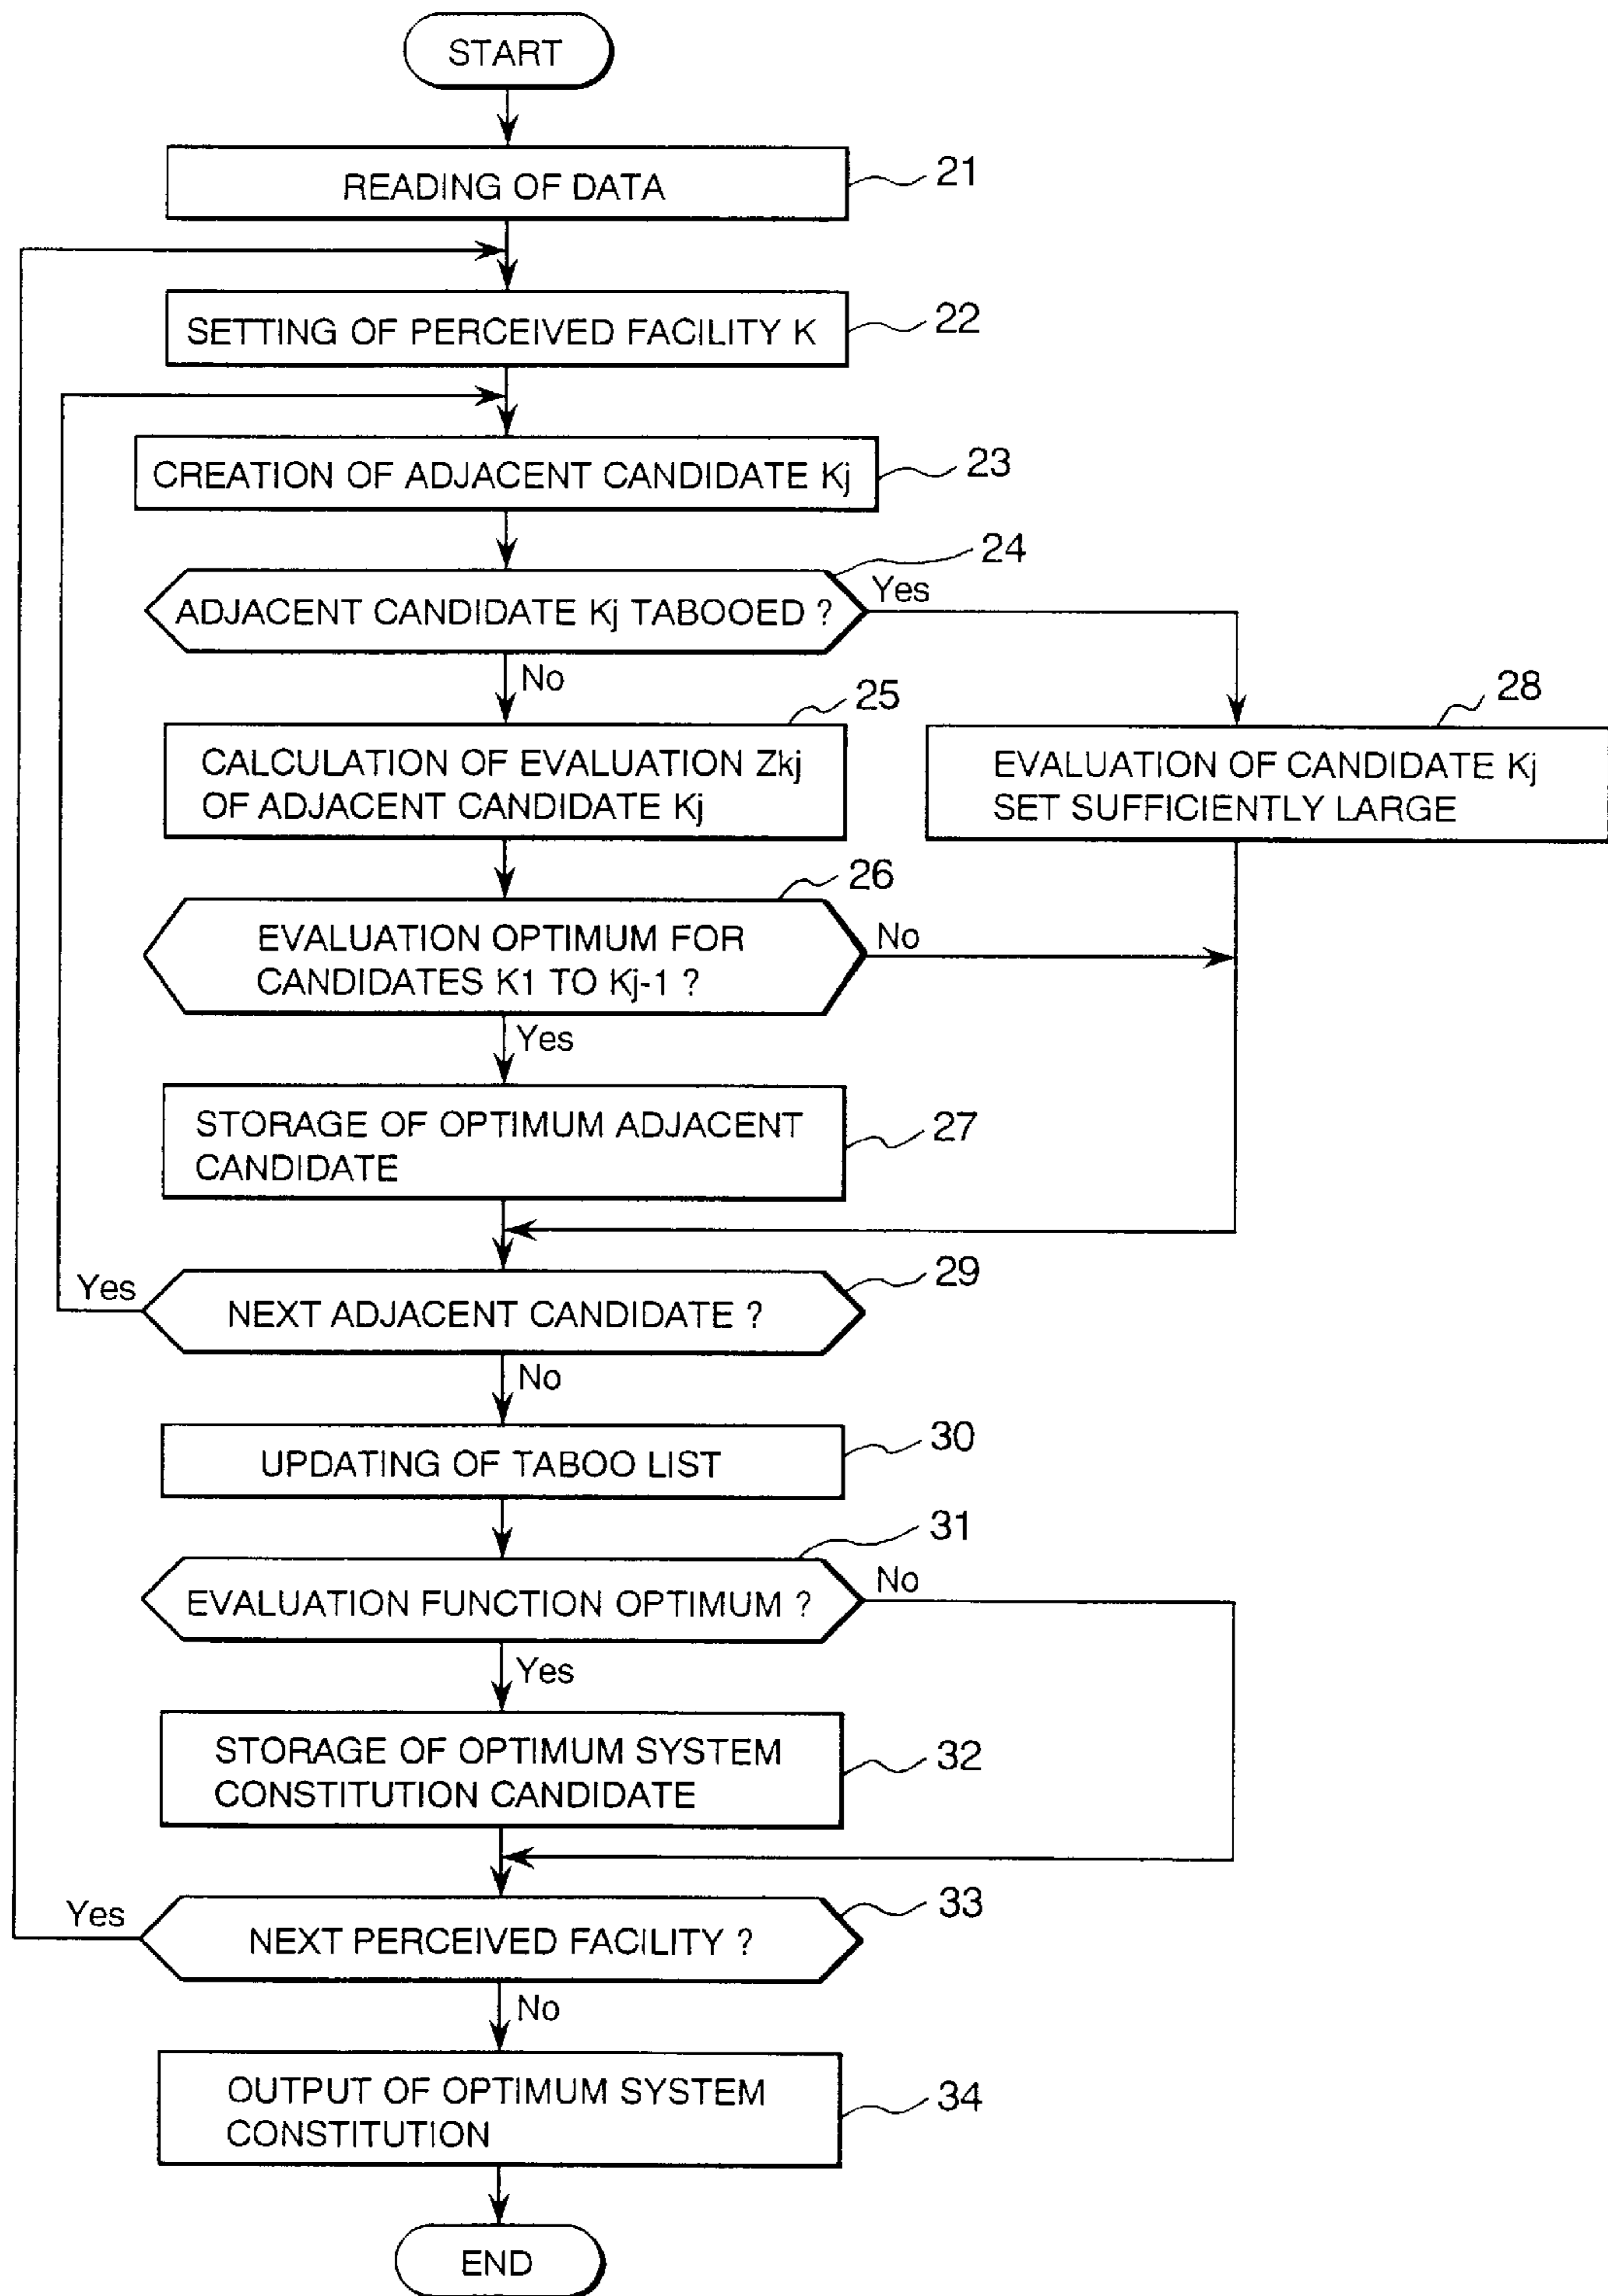 START
READING OF DATA
21
SETTING OF PERCEIVED FACILITY K
22
CREATION OF ADJACENT CANDIDATE Kj
23
24
ADJACENT CANDIDATE Kj TABOOED ?
Yes
No
25
28
CALCULATION OF EVALUATION Zkj
OF ADJACENT CANDIDATE Kj
EVALUATION OF CANDIDATE Kj
SET SUFFICIENTLY LARGE
26
EVALUATION OPTIMUM FOR
CANDIDATES K1 TO Kj-1 ?
No
Yes
STORAGE OF OPTIMUM ADJACENT
CANDIDATE
27
29
Yes
NEXT ADJACENT CANDIDATE ?
No
UPDATING OF TABOO LIST
30
31
EVALUATION FUNCTION OPTIMUM ?
No
Yes
STORAGE OF OPTIMUM SYSTEM
CONSTITUTION CANDIDATE
32
33
Yes
NEXT PERCEIVED FACILITY ?
No
OUTPUT OF OPTIMUM SYSTEM
CONSTITUTION
34
END